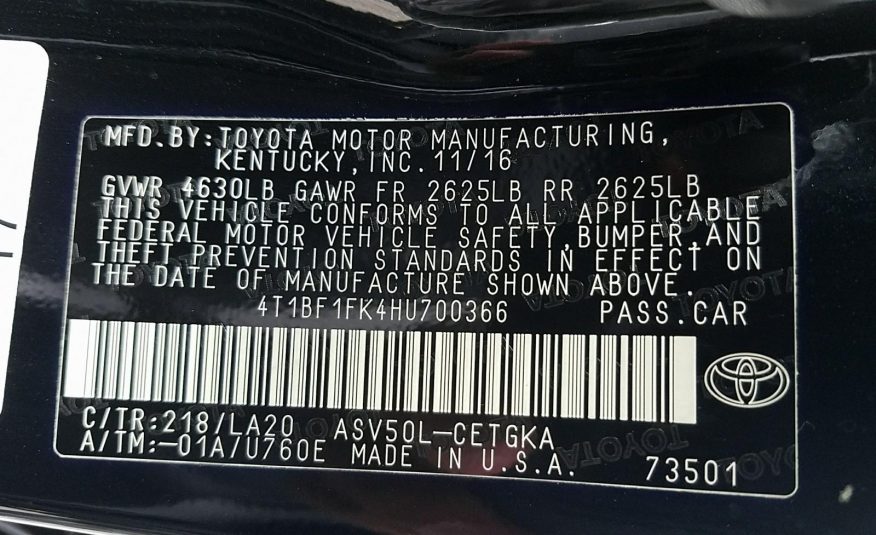 MFD.BY:TOYOTA MOTOR MANUFACTURING,
KENTUCKY,INC.11/16
GVWR 4630LB GAWR FR 2625LB RR 2625LB
THIS VEHICLE CONFORMS TO ALL APPLICABLE
FEDERAL MOTOR VEHICLE SAFETY,BUMPER,AND
THEFT PREVENTION STANDARDS IN EFFECT ON
THE DATE OF MANUFACTURE SHOWN ABOVE.
4T1BF1FK4HU700366 PASS.CAR
C/TR:218/LA20 ASV50L-CETGKA
A/TM:-01A/U760E MADE IN U.S.A. 73501